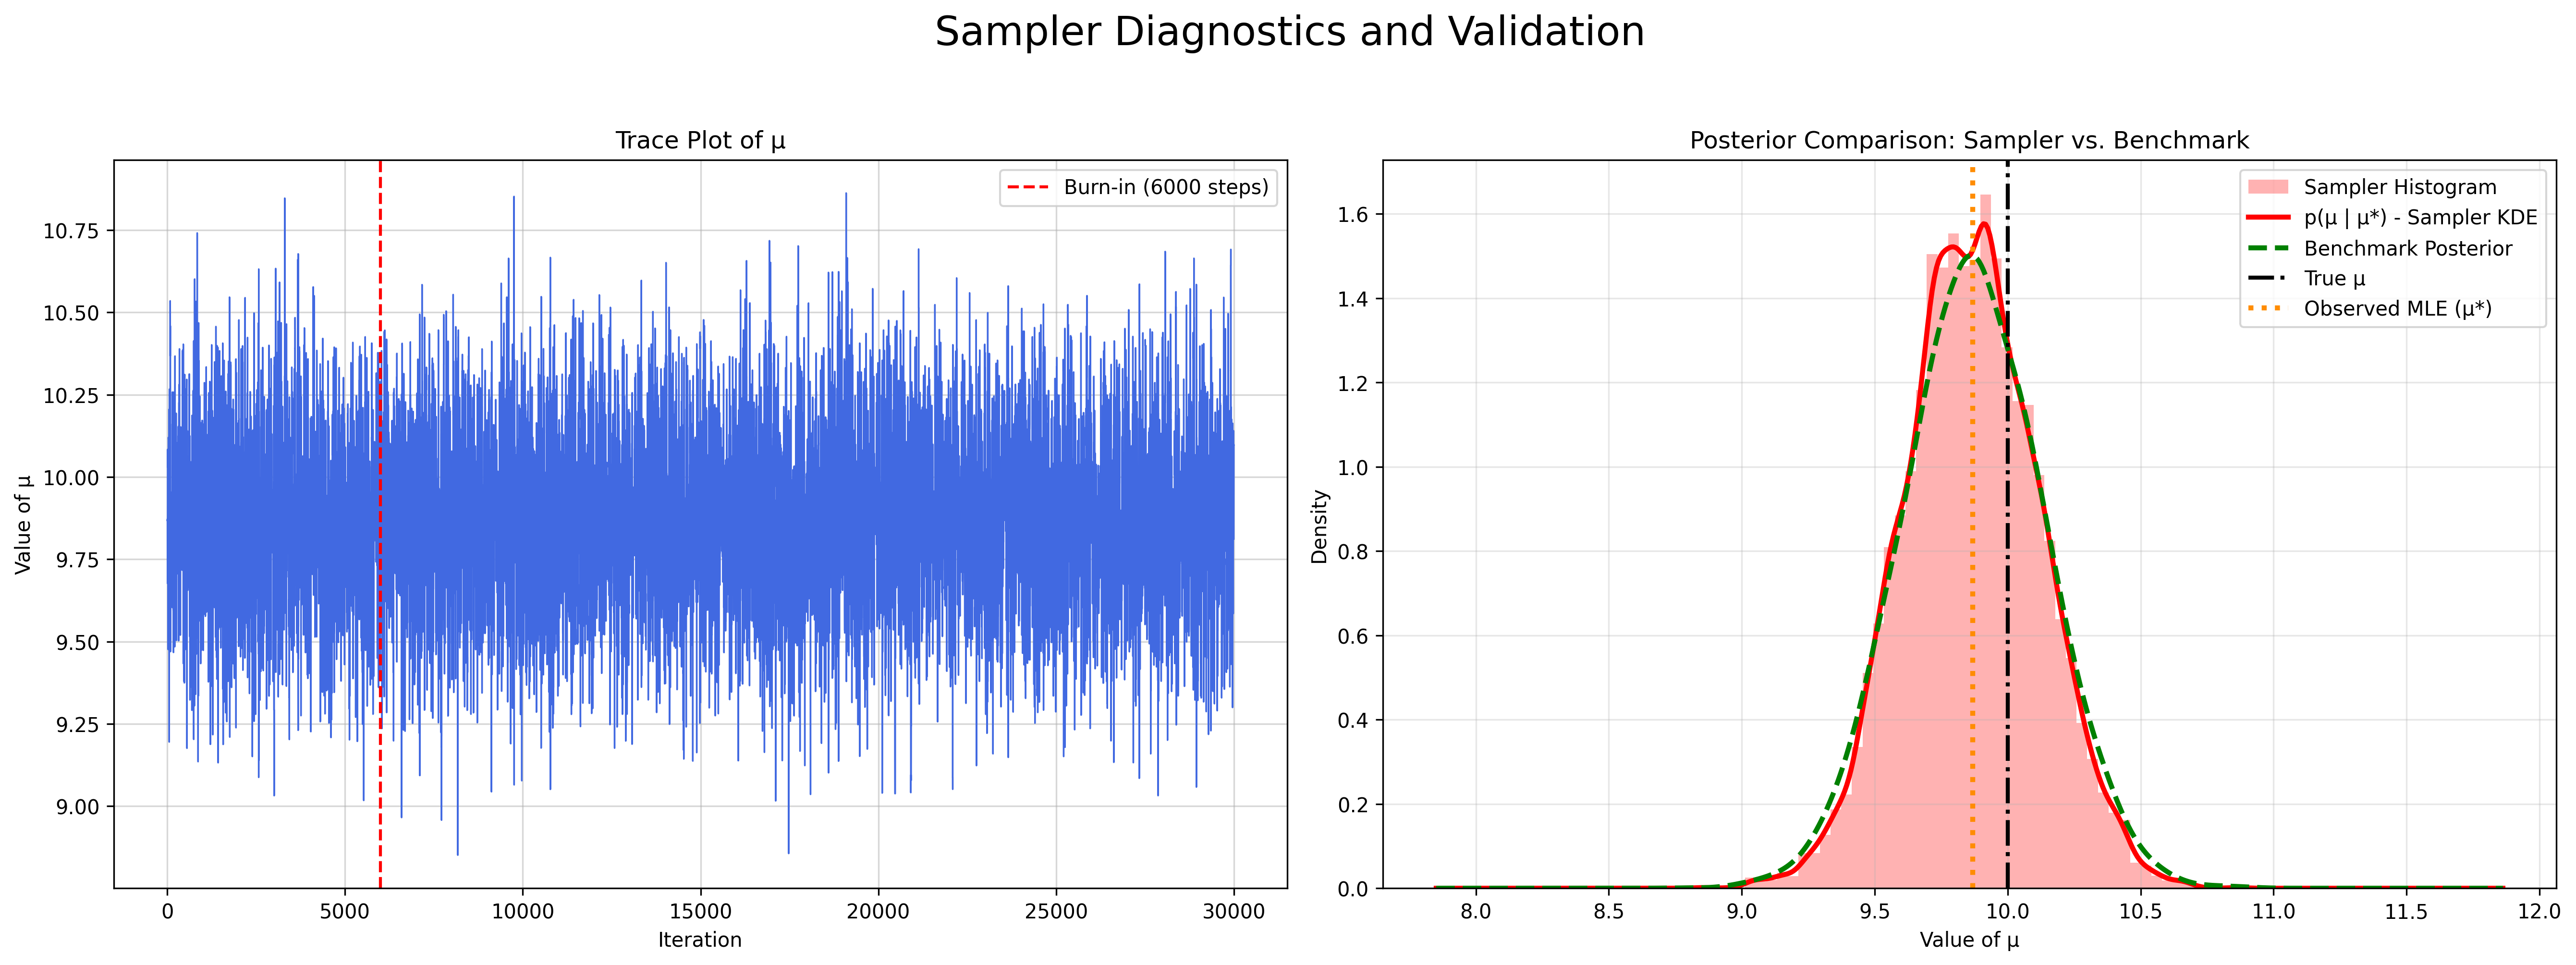 Sampler Diagnostics and Validation
Trace Plot of μ
Burn-in (6000 steps)
10.75
10.50
10.25
10.00
9.75
9.50
9.25
9.00
Value of μ
0 5000 10000 15000 20000 25000 30000
Iteration
Posterior Comparison: Sampler vs. Benchmark
Sampler Histogram
p(μ | μ*) - Sampler KDE
Benchmark Posterior
True μ
Observed MLE (μ*)
1.6
1.4
1.2
1.0
0.8
0.6
0.4
0.2
0.0
Density
8.0 8.5 9.0 9.5 10.0 10.5 11.0 11.5 12.0
Value of μ